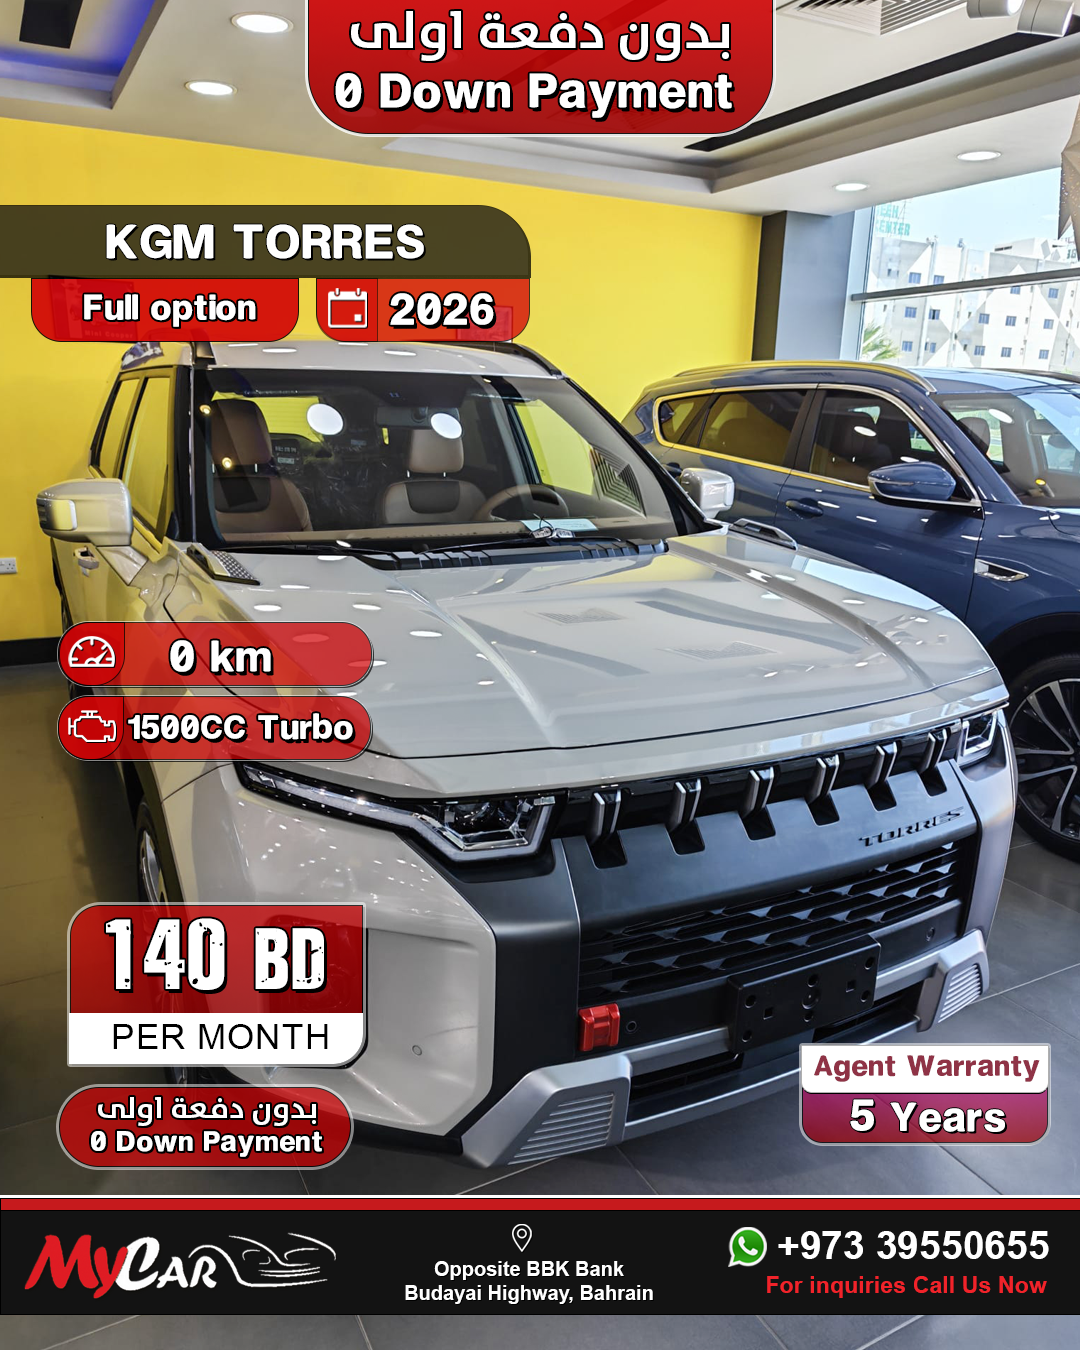 بدون دفعة اولى
0 Down Payment
KGM TORRES
Full option
2026
0 km
1500CC Turbo
TORRES
140 BD
PER MONTH
بدون دفعة اولى
0 Down Payment
Agent Warranty
5 Years
MyCar
Opposite BBK Bank
Budayai Highway, Bahrain
+973 39550655
For inquiries Call Us Now